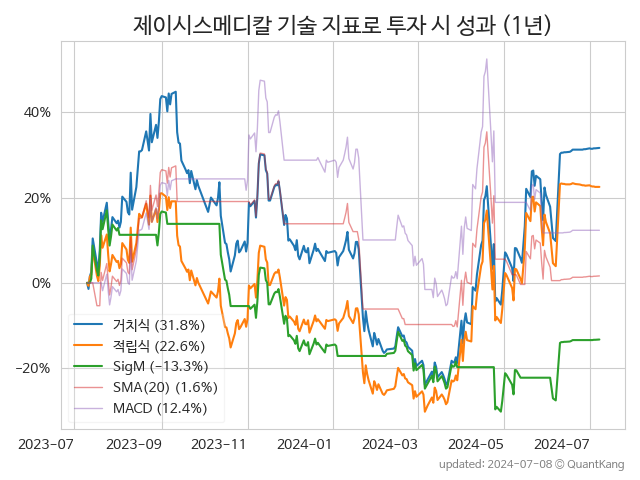 제이시스메디칼 기술 지표로 투자 시 성과 (1년)
40%
20%
0%
−20%
거치식 (31.8%)
적립식 (22.6%)
SigM (−13.3%)
SMA(20) (1.6%)
MACD (12.4%)
2023-07 2023-09 2023-11 2024-01 2024-03 2024-05 2024-07
updated: 2024-07-08 @ QuantKang